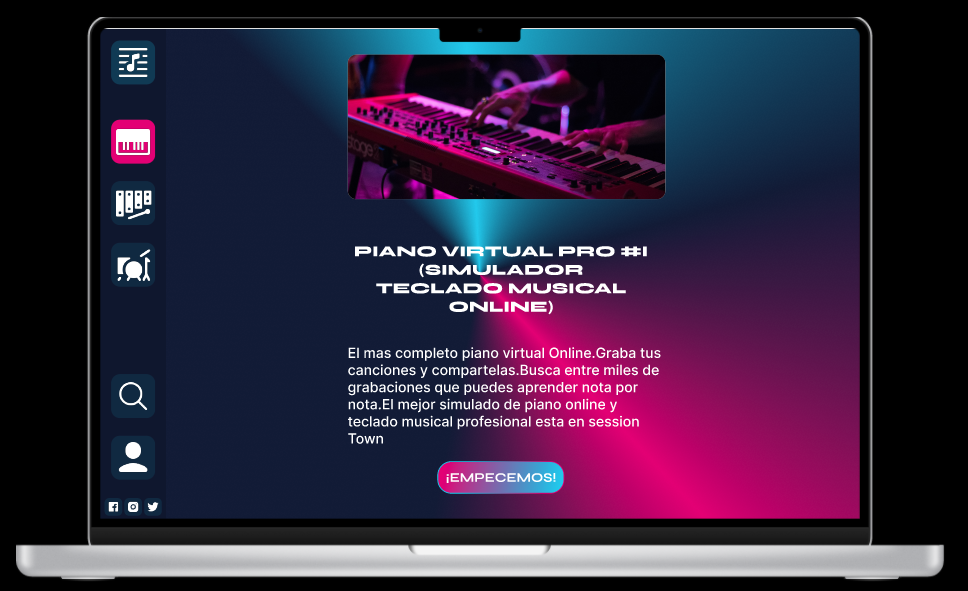 PIANO VIRTUAL PRO #1
(SIMULADOR
TECLADO MUSICAL
ONLINE)
El mas completo piano virtual Online.Graba tus
canciones y compartelas.Busca entre miles de
grabaciones que puedes aprender nota por
nota.El mejor simulado de piano online y
teclado musical profesional esta en session
Town
¡EMPECEMOS!